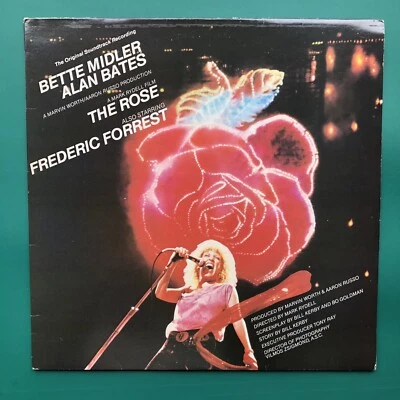 The Original Soundtrack Recording
BETTE MIDLER
ALAN BATES
A MARVIN WORTH/AARON RUSSO PRODUCTION
A MARK RYDELL FILM
THE ROSE
ALSO STARRING
FREDERIC FORREST
PRODUCED BY MARVIN WORTH & AARON RUSSO
DIRECTED BY MARK RYDELL
SCREENPLAY BY BILL KERBY AND BO GOLDMAN
STORY BY BILL KERBY
EXECUTIVE PRODUCER TONY RAY
DIRECTOR OF PHOTOGRAPHY
VILMOS ZSIGMOND, A.S.C.